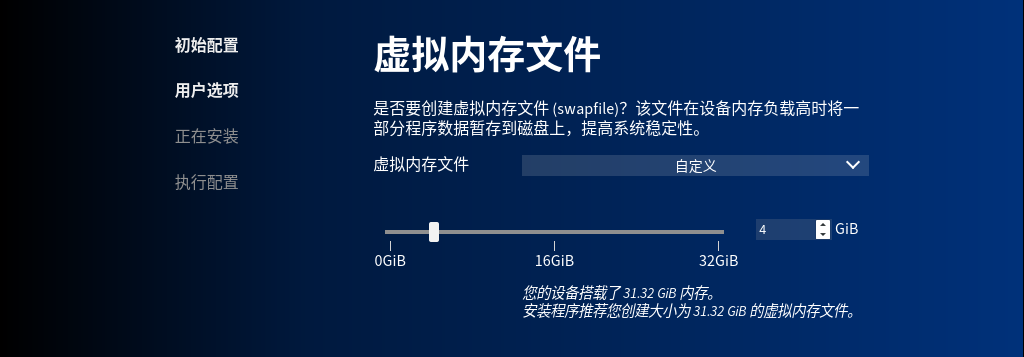 初始配置
用户选项
正在安装
执行配置
虚拟内存文件
是否要创建虚拟内存文件 (swapfile)？该文件在设备内存负载高时将一
部分程序数据暂存到磁盘上，提高系统稳定性。
虚拟内存文件
自定义
4
GiB
0GiB
16GiB
32GiB
您的设备搭载了 31.32 GiB 内存。
安装程序推荐您创建大小为 31.32 GiB 的虚拟内存文件。